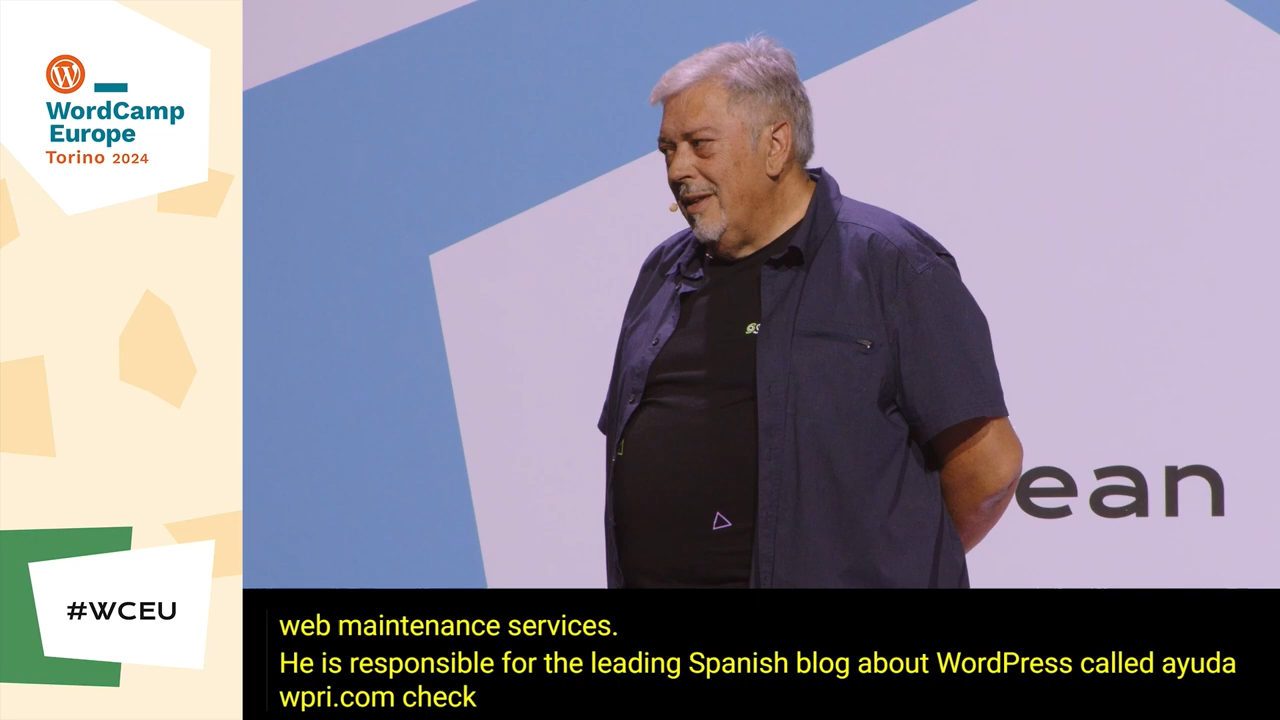 WordCamp
Europe
Torino 2024
#WCEU
ean
web maintenance services.
He is responsible for the leading Spanish blog about WordPress called ayuda
wpri.com check